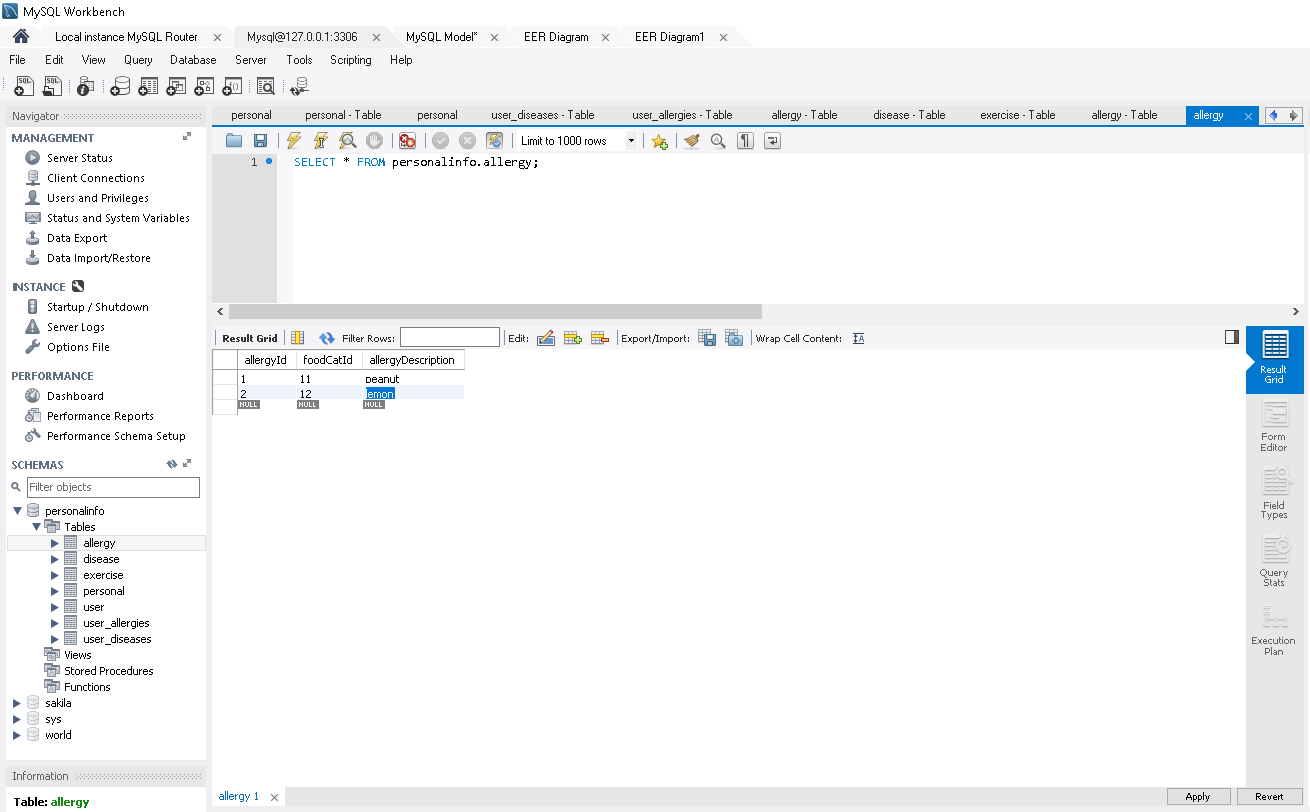 MySQL Workbench
Local instance MySQL Router
Mysql@127.0.0.1:3306
MySQL Model*
EER Diagram
EER Diagram1
File Edit View Query Database Server Tools Scripting Help
Navigator
MANAGEMENT
Server Status
Client Connections
Users and Privileges
Status and System Variables
Data Export
Data Import/Restore
INSTANCE
Startup / Shutdown
Server Logs
Options File
PERFORMANCE
Dashboard
Performance Reports
Performance Schema Setup
SCHEMAS
Filter objects
personalinfo
Tables
allergy
disease
exercise
personal
user
user_allergies
user_diseases
Views
Stored Procedures
Functions
sakila
sys
world
Information
Table: allergy
personal
personal - Table
personal
user_diseases - Table
user_allergies - Table
allergy - Table
disease - Table
exercise - Table
allergy - Table
allergy
Limit to 1000 rows
1 SELECT * FROM personalinfo.allergy;
Result Grid Filter Rows: Edit: Export/Import: Wrap Cell Content: IA
allergyId foodCatId allergyDescription
1 11 peanut
2 12 lemon
NULL NULL NULL
Result
Grid
Form
Editor
Field
Types
Query
Stats
Execution
Plan
allergy 1
Apply Revert